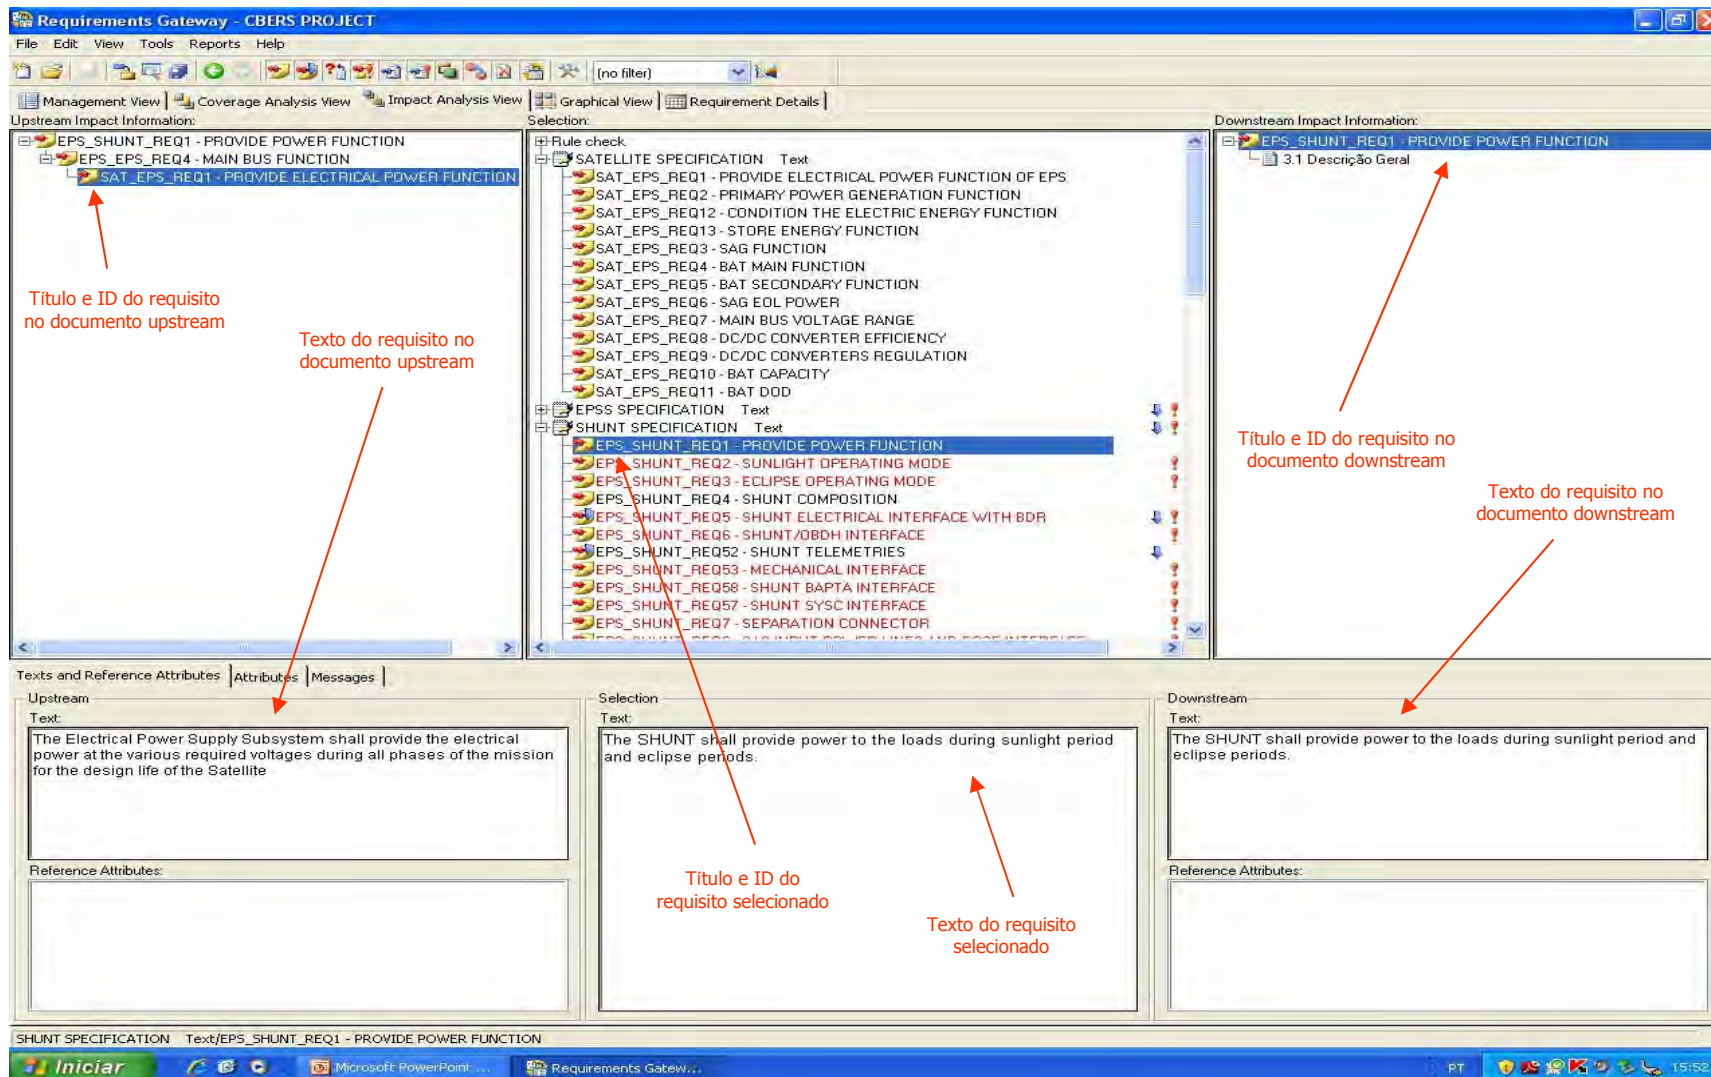 Requirements Gateway - CBERS PROJECT
File Edit View Tools Reports Help
(no filter)
Management View Coverage Analysis View Impact Analysis View Graphical View Requirement Details
Upstream Impact Information:
EPS_SHUNT_REQ1 - PROVIDE POWER FUNCTION
EPS_EPS_REQ4 - MAIN BUS FUNCTION
SAT_EPS_REQ1 - PROVIDE ELECTRICAL POWER FUNCTION
Título e ID do requisito
no documento upstream
Texto do requisito no
documento upstream
Selection:
Rule check
SATELLITE SPECIFICATION Text
SAT_EPS_REQ1 - PROVIDE ELECTRICAL POWER FUNCTION OF EPS
SAT_EPS_REQ2 - PRIMARY POWER GENERATION FUNCTION
SAT_EPS_REQ12 - CONDITION THE ELECTRIC ENERGY FUNCTION
SAT_EPS_REQ13 - STORE ENERGY FUNCTION
SAT_EPS_REQ3 - SAG FUNCTION
SAT_EPS_REQ4 - BAT MAIN FUNCTION
SAT_EPS_REQ5 - BAT SECONDARY FUNCTION
SAT_EPS_REQ6 - SAG EOL POWER
SAT_EPS_REQ7 - MAIN BUS VOLTAGE RANGE
SAT_EPS_REQ8 - DC/DC CONVERTER EFFICIENCY
SAT_EPS_REQ9 - DC/DC CONVERTERS REGULATION
SAT_EPS_REQ10 - BAT CAPACITY
SAT_EPS_REQ11 - BAT DOD
EPSS SPECIFICATION Text
SHUNT SPECIFICATION Text
EPS_SHUNT_REQ1 - PROVIDE POWER FUNCTION
EPS_SHUNT_REQ2 - SUNLIGHT OPERATING MODE
EPS_SHUNT_REQ3 - ECLIPSE OPERATING MODE
EPS_SHUNT_REQ4 - SHUNT COMPOSITION
EPS_SHUNT_REQ5 - SHUNT ELECTRICAL INTERFACE WITH BDR
EPS_SHUNT_REQ6 - SHUNT/OBDH INTERFACE
EPS_SHUNT_REQ52 - SHUNT TELEMETRIES
EPS_SHUNT_REQ53 - MECHANICAL INTERFACE
EPS_SHUNT_REQ58 - SHUNT BAPTA INTERFACE
EPS_SHUNT_REQ57 - SHUNT SYSC INTERFACE
EPS_SHUNT_REQ7 - SEPARATION CONNECTOR
Downstream Impact Information:
EPS_SHUNT_REQ1 - PROVIDE POWER FUNCTION
3.1 Descrição Geral
Título e ID do requisito no
documento downstream
Texto do requisito no
documento downstream
Texts and Reference Attributes Attributes Messages
Upstream
Text:
The Electrical Power Supply Subsystem shall provide the electrical
power at the various required voltages during all phases of the mission
for the design life of the Satellite
Reference Attributes:
Selection
Text:
The SHUNT shall provide power to the loads during sunlight period
and eclipse periods.
Título e ID do
requisito selecionado
Texto do requisito
selecionado
Downstream
Text:
The SHUNT shall provide power to the loads during sunlight period and
eclipse periods.
Reference Attributes:
SHUNT SPECIFICATION Text/EPS_SHUNT_REQ1 - PROVIDE POWER FUNCTION
Iniciar Microsoft PowerPoint ... Requirements Gatew... PT 15:52